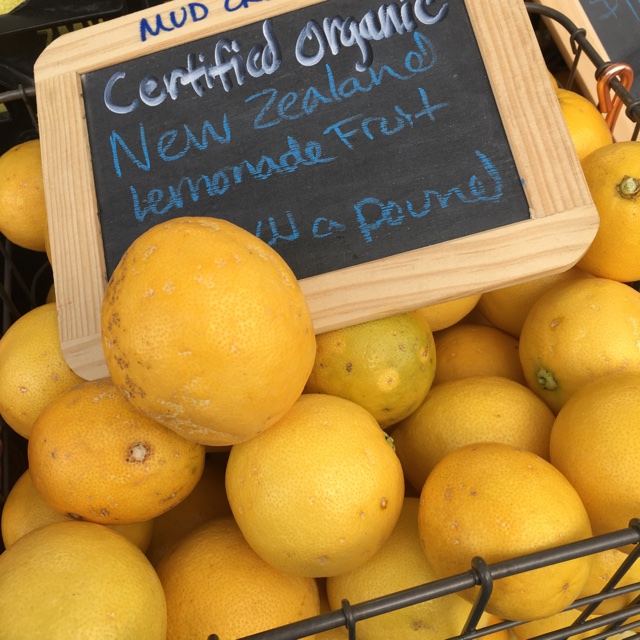 MUD
Certified Organic
New Zealand
Lemonade Fruit
a pound